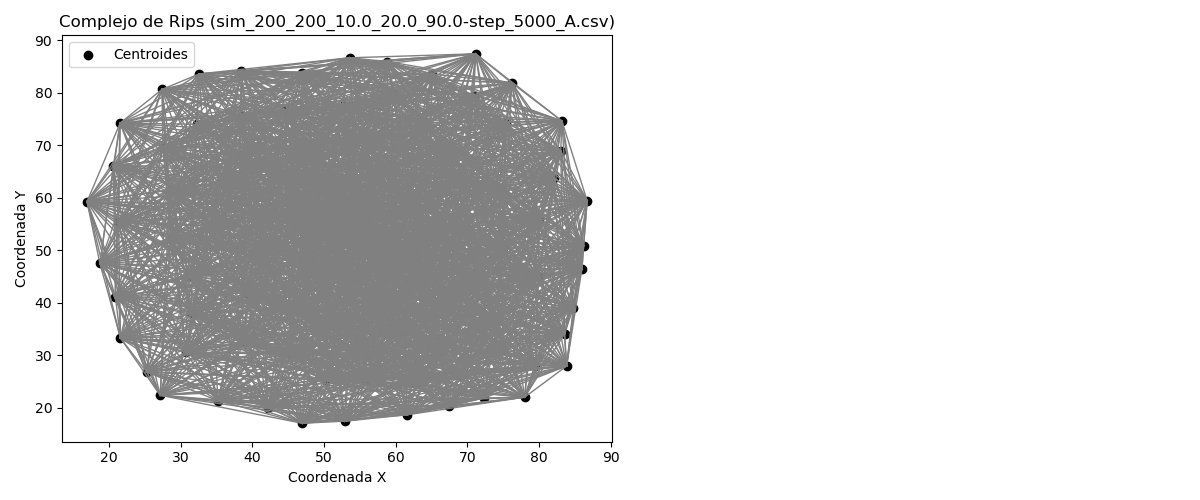 Complejo de Rips (sim_200_200_10.0_20.0_90.0-step_5000_A.csv)
90
Centroides
80
70
60
50
40
30
20
Coordenada Y
20 30 40 50 60 70 80 90
Coordenada X